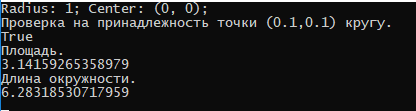 Radius: 1; Center: (0, 0);
Проверка на принадлежность точки (0.1,0.1) кругу.
True
Площадь.
3.14159265358979
Длина окружности.
6.28318530717959